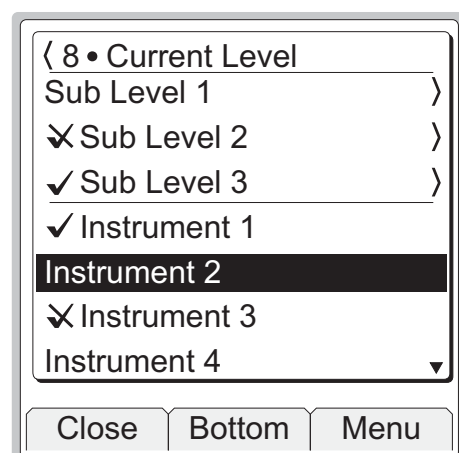 ⟨ 8 • Current Level
Sub Level 1 ⟩
Sub Level 2 ⟩
✓ Sub Level 3 ⟩
✓ Instrument 1
Instrument 2
Instrument 3
Instrument 4 ▼
Close Bottom Menu